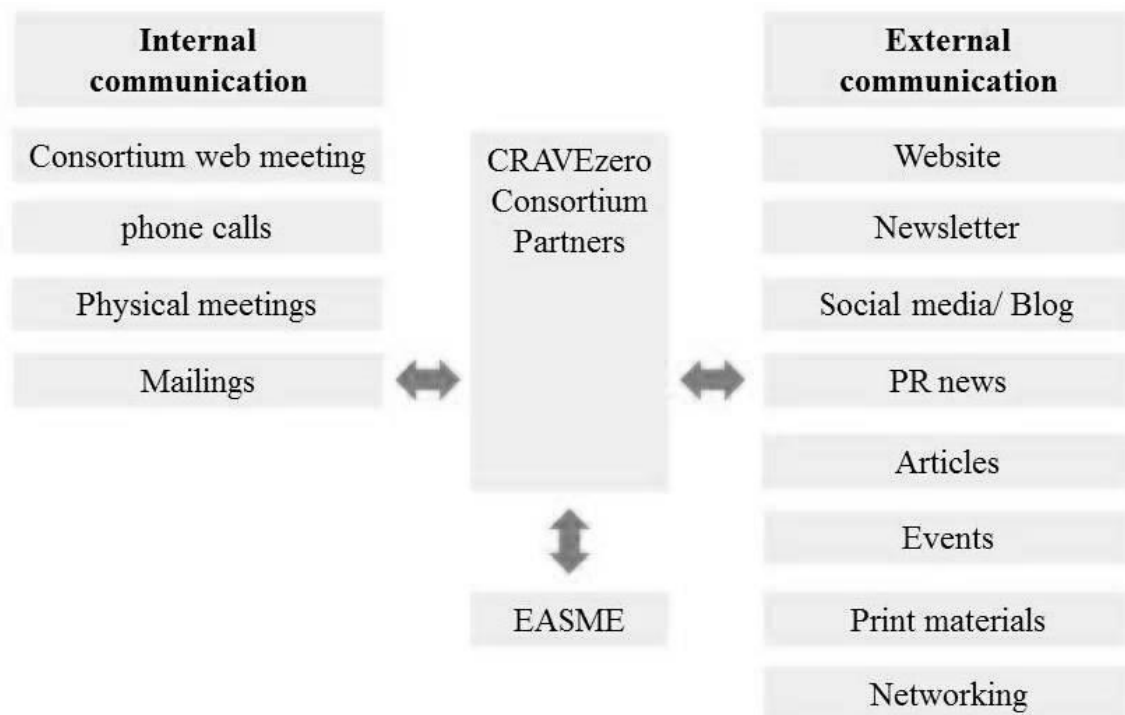 Internal
communication
Consortium web meeting
phone calls
Physical meetings
Mailings
CRAVEzero
Consortium
Partners
EASME
External
communication
Website
Newsletter
Social media/ Blog
PR news
Articles
Events
Print materials
Networking